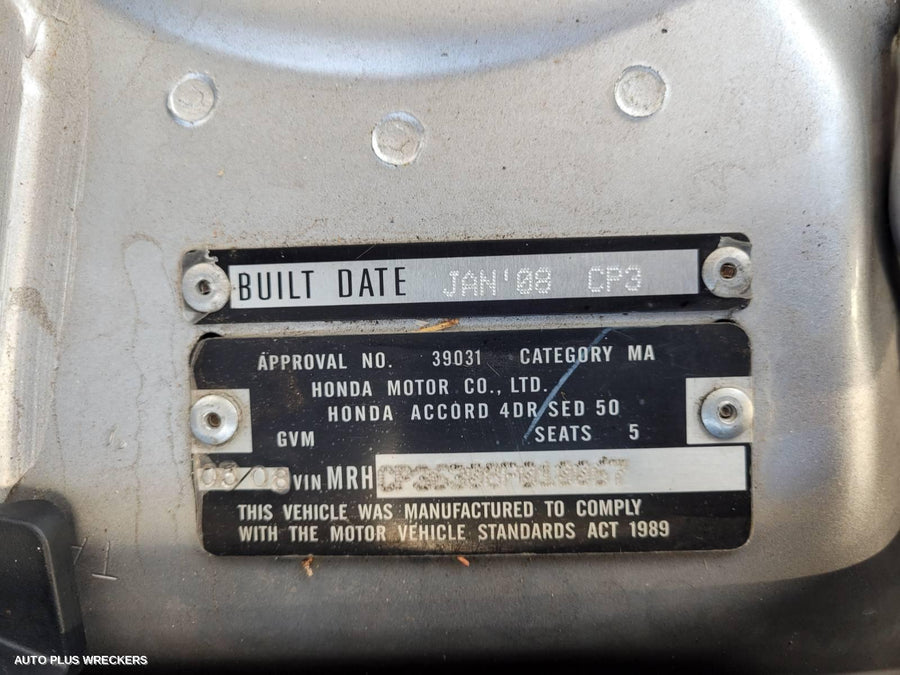 BUILT DATE JAN'08 CP3
APPROVAL NO. 39031 CATEGORY MA
HONDA MOTOR CO., LTD.
HONDA ACCORD 4DR SED 50
GVM SEATS 5
03/08 VIN MRH
THIS VEHICLE WAS MANUFACTURED TO COMPLY
WITH THE MOTOR VEHICLE STANDARDS ACT 1989
AUTO PLUS WRECKERS